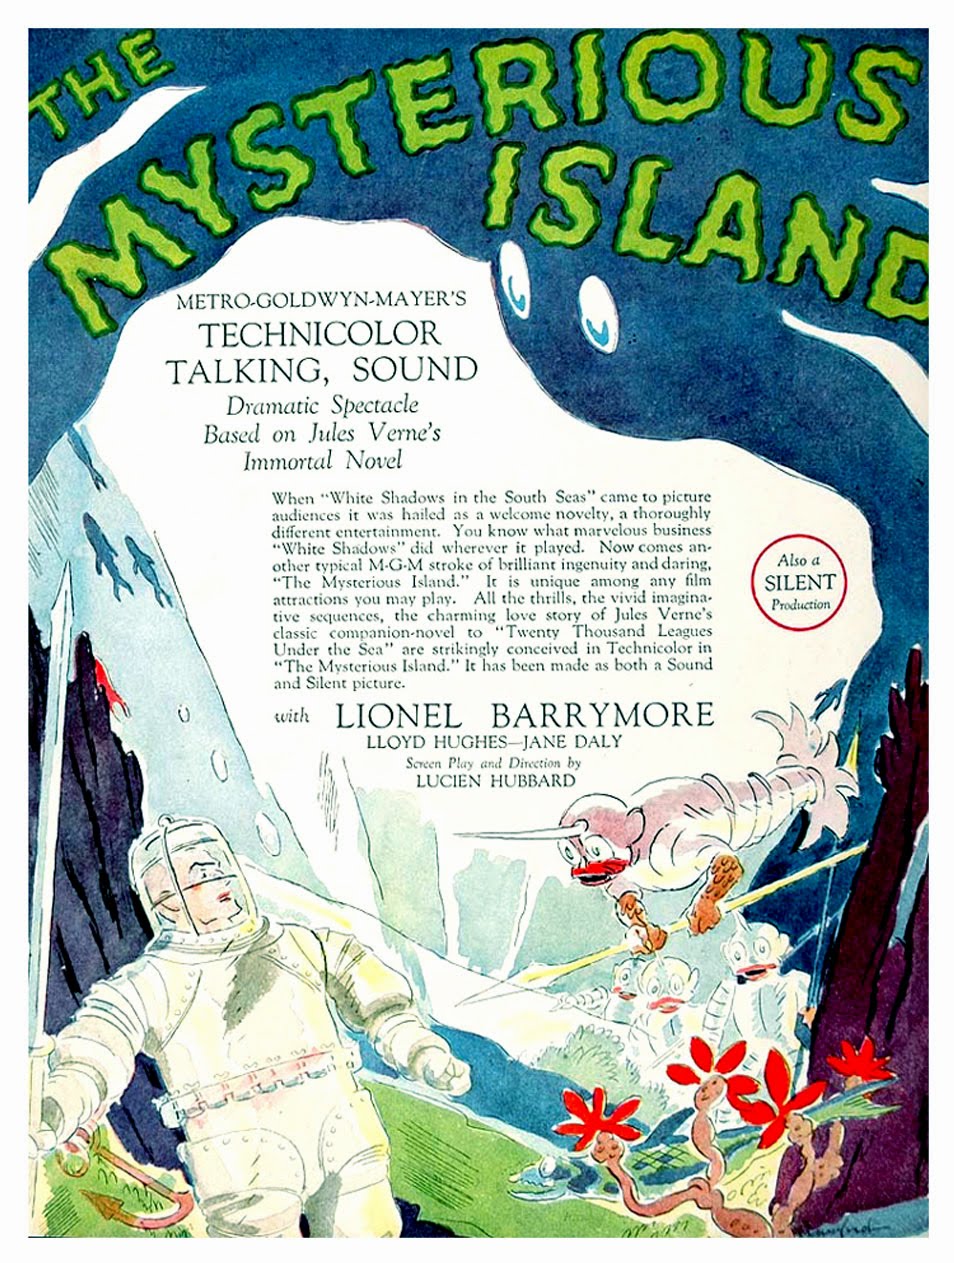 THE
MYSTERIOUS
ISLAND
METRO-GOLDWYN-MAYER'S
TECHNICOLOR
TALKING, SOUND
Dramatic Spectacle
Based on Jules Verne's
Immortal Novel
When "White Shadows in the South Seas" came to picture
audiences it was hailed as a welcome novelty, a thoroughly
different entertainment. You know what marvelous business
"White Shadows" did wherever it played. Now comes an-
other typical M-G-M stroke of brilliant ingenuity and daring,
"The Mysterious Island." It is unique among any film
attractions you may play. All the thrills, the vivid imagina-
tive sequences, the charming love story of Jules Verne's
classic companion-novel to "Twenty Thousand Leagues
Under the Sea" are strikingly conceived in Technicolor in
"The Mysterious Island." It has been made as both a Sound
and Silent picture.
Also a
SILENT
Production
with LIONEL BARRYMORE
LLOYD HUGHES—JANE DALY
Screen Play and Direction by
LUCIEN HUBBARD